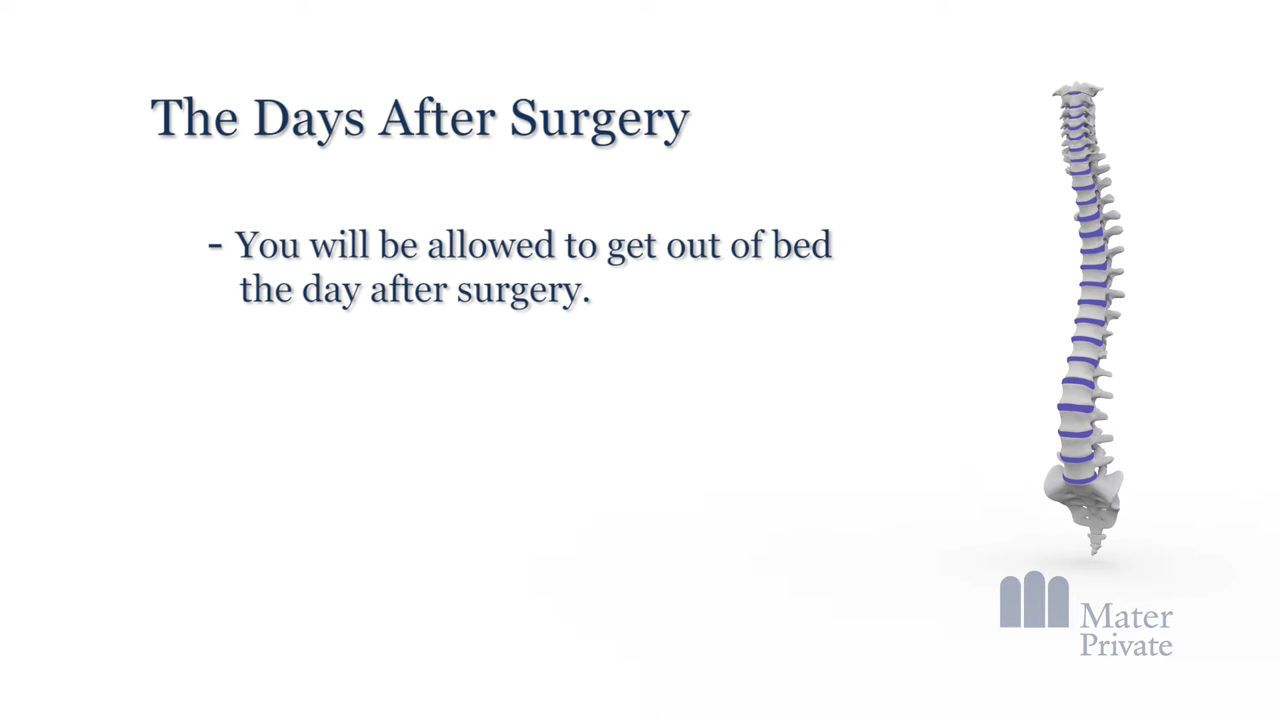 The Days After Surgery
- You will be allowed to get out of bed
the day after surgery.
Mater
Private